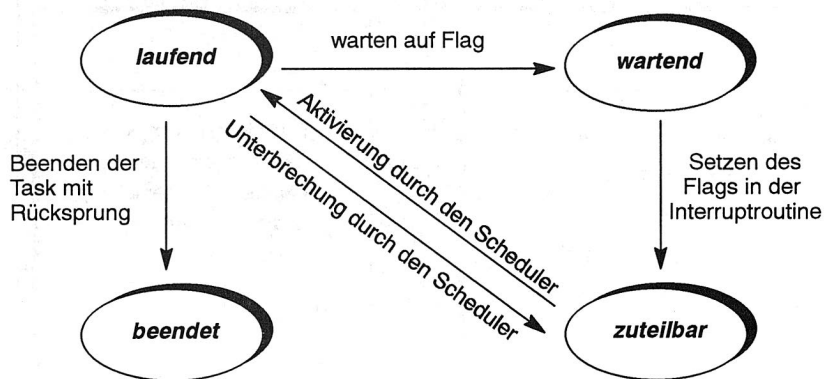 laufend
warten auf Flag
wartend
Aktivierung durch den Scheduler
Unterbrechung durch den Scheduler
Beenden der
Task mit
Rücksprung
Setzen des
Flags in der
Interruptroutine
beendet
zuteilbar